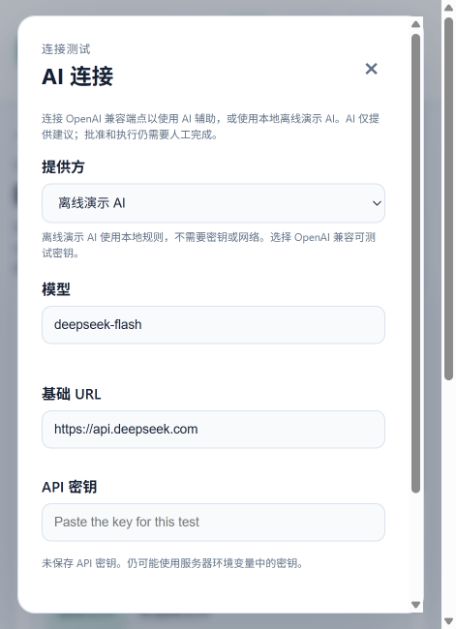 连接测试
AI 连接
连接 OpenAI 兼容端点以使用 AI 辅助，或使用本地离线演示 AI。AI 仅提
供建议；批准和执行仍需要人工完成。
提供方
离线演示 AI
离线演示 AI 使用本地规则，不需要密钥或网络。选择 OpenAI 兼容可测
试密钥。
模型
deepseek-flash
基础 URL
https://api.deepseek.com
API 密钥
Paste the key for this test
未保存 API 密钥。仍可能使用服务器环境变量中的密钥。